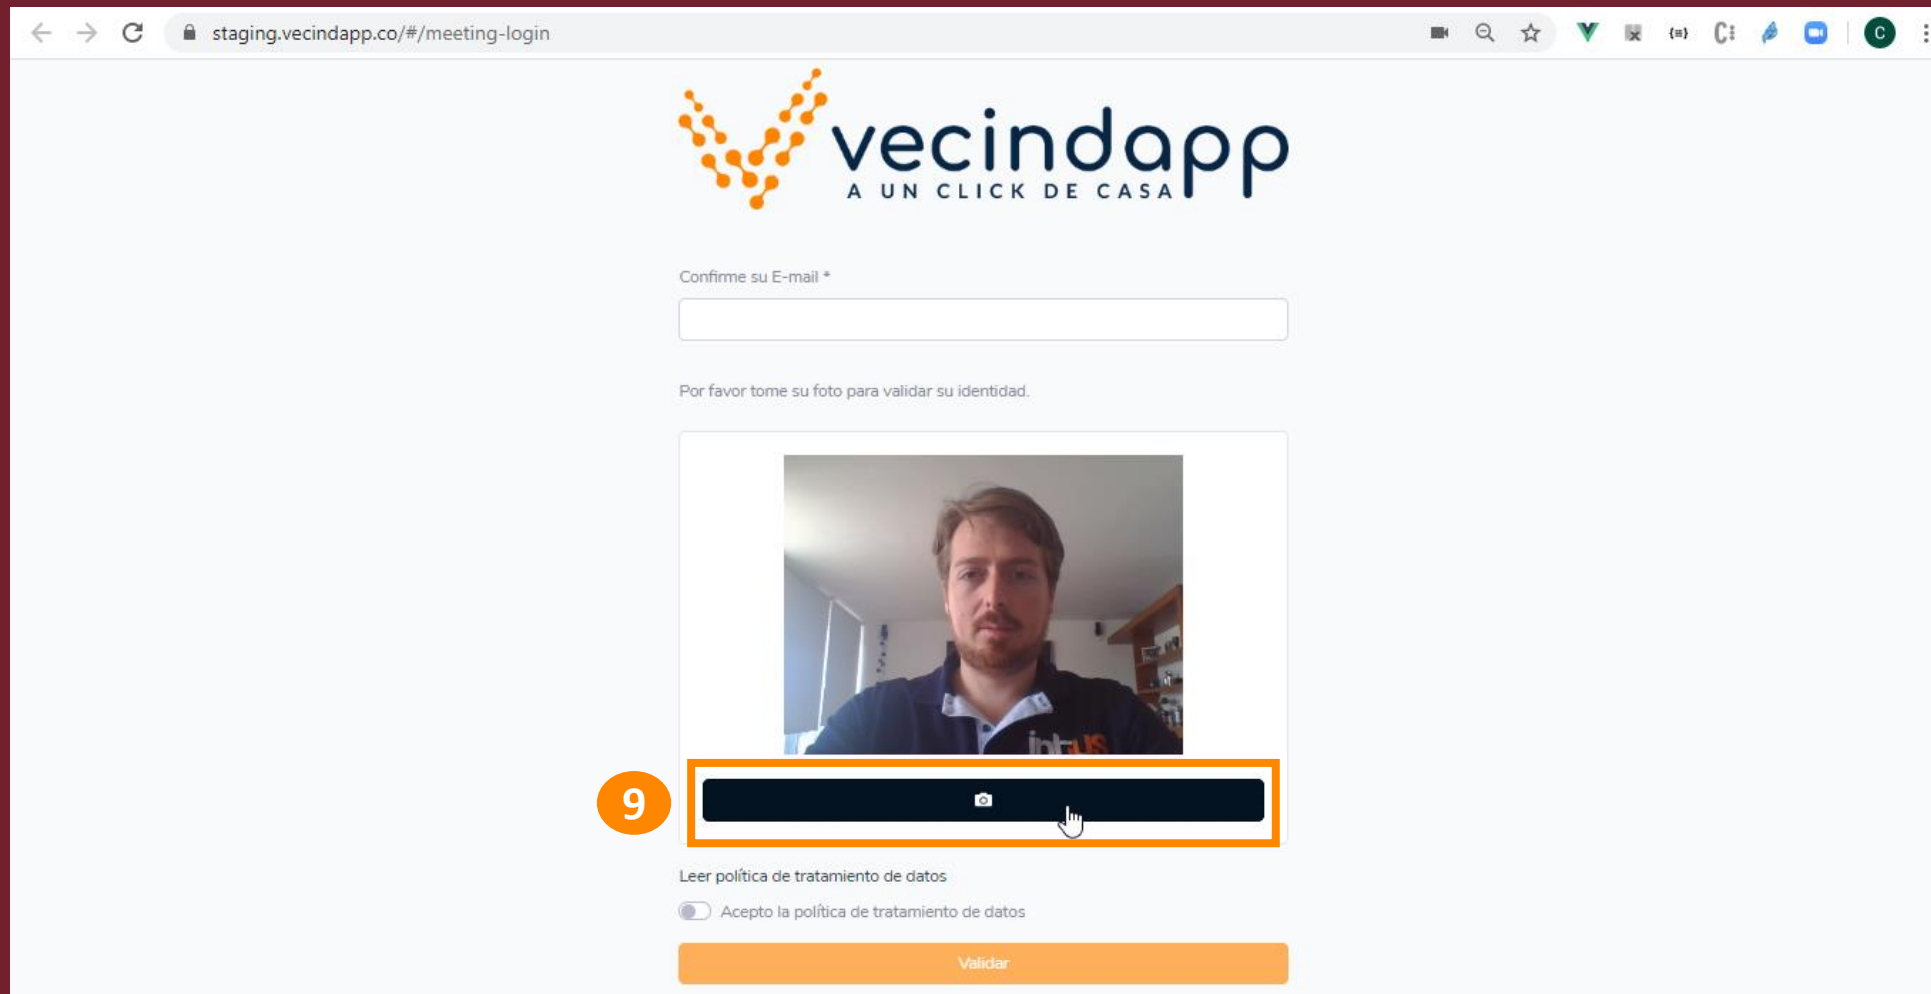 staging.vecindapp.co/#/meeting-login
C
vecindapp
A UN CLICK DE CASA
Confirme su E-mail *
Por favor tome su foto para validar su identidad.
intus
9
Leer política de tratamiento de datos
Acepto la política de tratamiento de datos
Validar